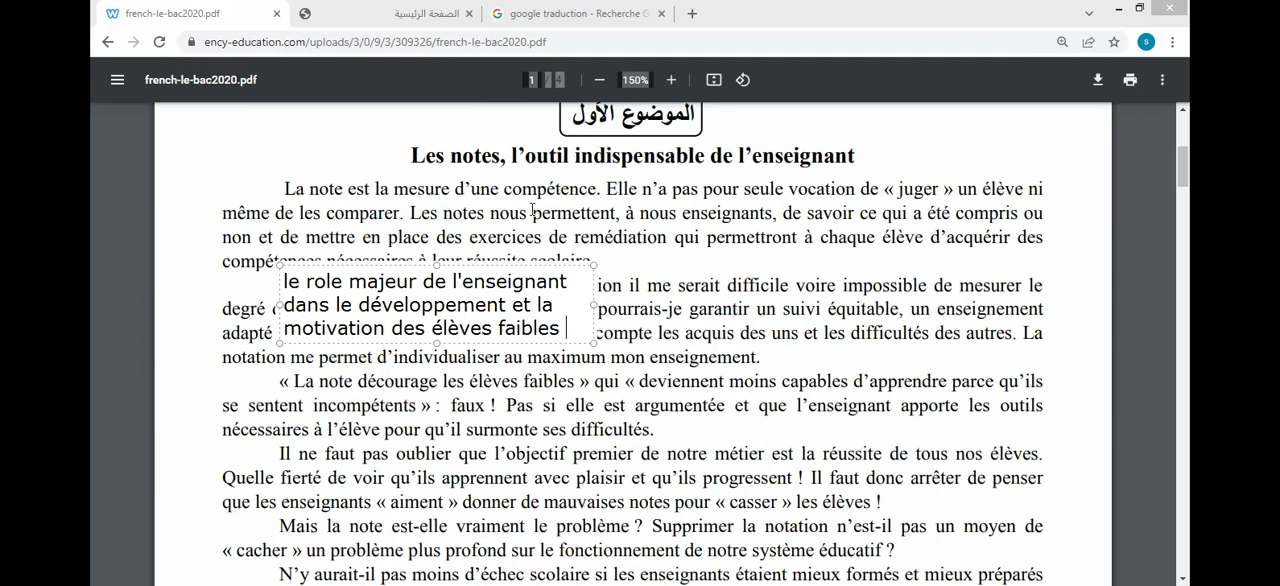 french-le-bac2020.pdf
الصفحة الرئيسية
google traduction - Recherche G
ency-education.com/uploads/3/0/9/3/309326/french-le-bac2020.pdf
S
french-le-bac2020.pdf
1 / 4
150%
الموضوع الأول
Les notes, l’outil indispensable de l’enseignant
La note est la mesure d’une compétence. Elle n’a pas pour seule vocation de « juger » un élève ni
même de les comparer. Les notes nous permettent, à nous enseignants, de savoir ce qui a été compris ou
non et de mettre en place des exercices de remédiation qui permettront à chaque élève d’acquérir des
compétences nécessaires à leur réussite scolaire.
le role majeur de l'enseignant
dans le développement et la
motivation des élèves faibles
ion il me serait difficile voire impossible de mesurer le
degré pourrais-je garantir un suivi équitable, un enseignement
adapté compte les acquis des uns et les difficultés des autres. La
notation me permet d’individualiser au maximum mon enseignement.
« La note décourage les élèves faibles » qui « deviennent moins capables d’apprendre parce qu’ils
se sentent incompétents » : faux ! Pas si elle est argumentée et que l’enseignant apporte les outils
nécessaires à l’élève pour qu’il surmonte ses difficultés.
Il ne faut pas oublier que l’objectif premier de notre métier est la réussite de tous nos élèves.
Quelle fierté de voir qu’ils apprennent avec plaisir et qu’ils progressent ! Il faut donc arrêter de penser
que les enseignants « aiment » donner de mauvaises notes pour « casser » les élèves !
Mais la note est-elle vraiment le problème ? Supprimer la notation n’est-il pas un moyen de
« cacher » un problème plus profond sur le fonctionnement de notre système éducatif ?
N’y aurait-il pas moins d’échec scolaire si les enseignants étaient mieux formés et mieux préparés